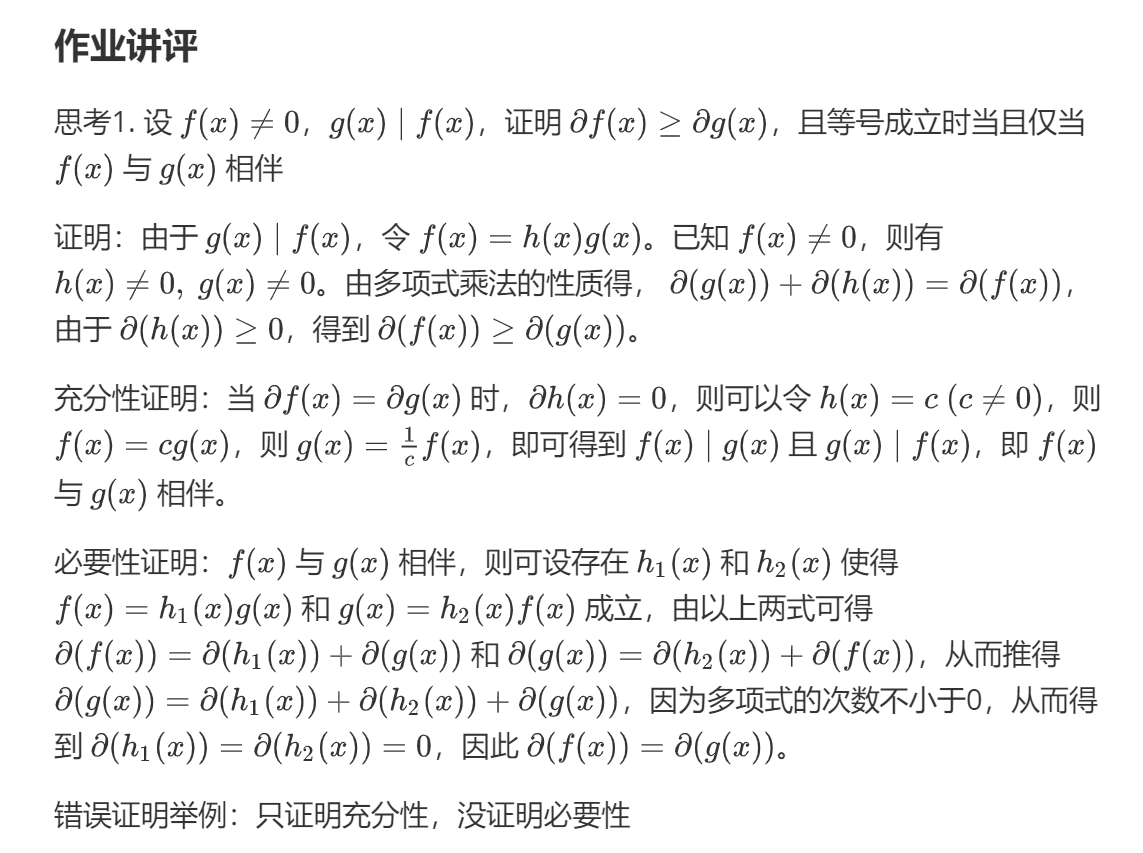 作业讲评
思考1. 设 f(x) ≠ 0，g(x) | f(x)，证明 ∂f(x) ≥ ∂g(x)，且等号成立时当且仅当
f(x) 与 g(x) 相伴
证明：由于 g(x) | f(x)，令 f(x) = h(x)g(x)。已知 f(x) ≠ 0，则有
h(x) ≠ 0, g(x) ≠ 0。由多项式乘法的性质得， ∂(g(x)) + ∂(h(x)) = ∂(f(x))，
由于 ∂(h(x)) ≥ 0，得到 ∂(f(x)) ≥ ∂(g(x))。
充分性证明：当 ∂f(x) = ∂g(x) 时，∂h(x) = 0，则可以令 h(x) = c (c ≠ 0)，则
f(x) = cg(x)，则 g(x) = \frac{1}{c}f(x)，即可得到 f(x) | g(x) 且 g(x) | f(x)，即 f(x)
与 g(x) 相伴。
必要性证明：f(x) 与 g(x) 相伴，则可设存在 h₁(x) 和 h₂(x) 使得
f(x) = h₁(x)g(x) 和 g(x) = h₂(x)f(x) 成立，由以上两式可得
∂(f(x)) = ∂(h₁(x)) + ∂(g(x)) 和 ∂(g(x)) = ∂(h₂(x)) + ∂(f(x))，从而推得
∂(g(x)) = ∂(h₁(x)) + ∂(h₂(x)) + ∂(g(x))，因为多项式的次数不小于0，从而得
到 ∂(h₁(x)) = ∂(h₂(x)) = 0，因此 ∂(f(x)) = ∂(g(x))。
错误证明举例：只证明充分性，没证明必要性